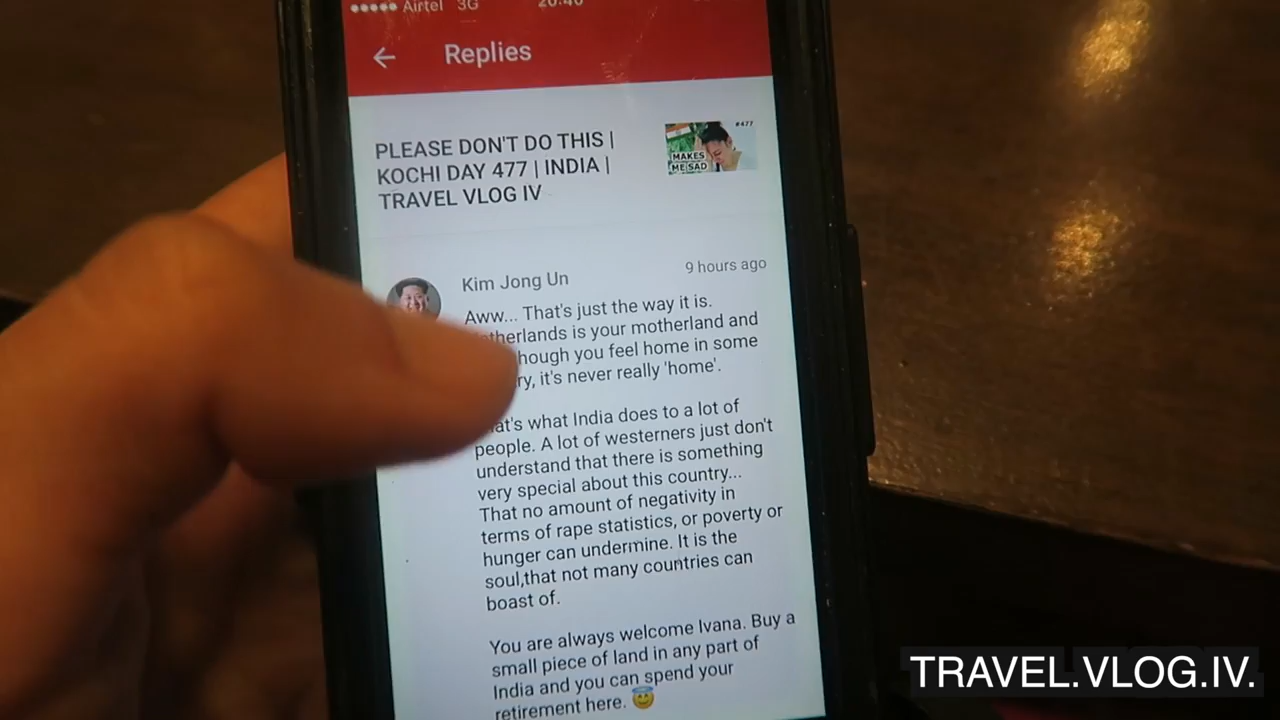 Airtel 3G 20:40
Replies
PLEASE DON'T DO THIS |
KOCHI DAY 477 | INDIA |
TRAVEL VLOG IV
#477
MAKES
ME SAD
Kim Jong Un
9 hours ago
Aww... That's just the way it is.
is your motherland and
you feel home in some
it's never really 'home'.
what India does to a lot of
people. A lot of westerners just don't
understand that there is something
very special about this country...
That no amount of negativity in
terms of rape statistics, or poverty or
hunger can undermine. It is the
soul,that not many countries can
boast of.
You are always welcome Ivana. Buy a
small piece of land in any part of
India and you can spend your
retirement here. 😇
TRAVEL.VLOG.IV.